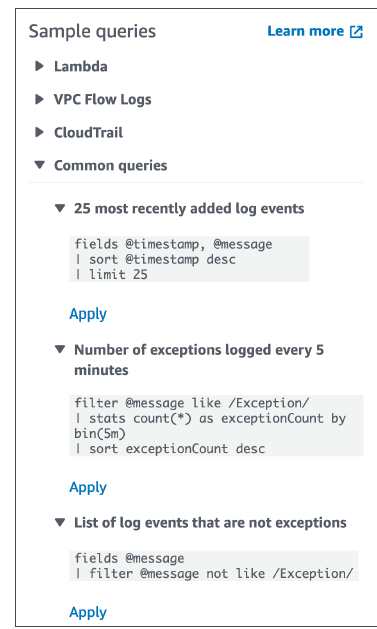 Sample queries Learn more
Lambda
VPC Flow Logs
CloudTrail
Common queries
25 most recently added log events
fields @timestamp, @message
| sort @timestamp desc
| limit 25
Apply
Number of exceptions logged every 5
minutes
filter @message like /Exception/
| stats count(*) as exceptionCount by
bin(5m)
| sort exceptionCount desc
Apply
List of log events that are not exceptions
fields @message
| filter @message not like /Exception/
Apply